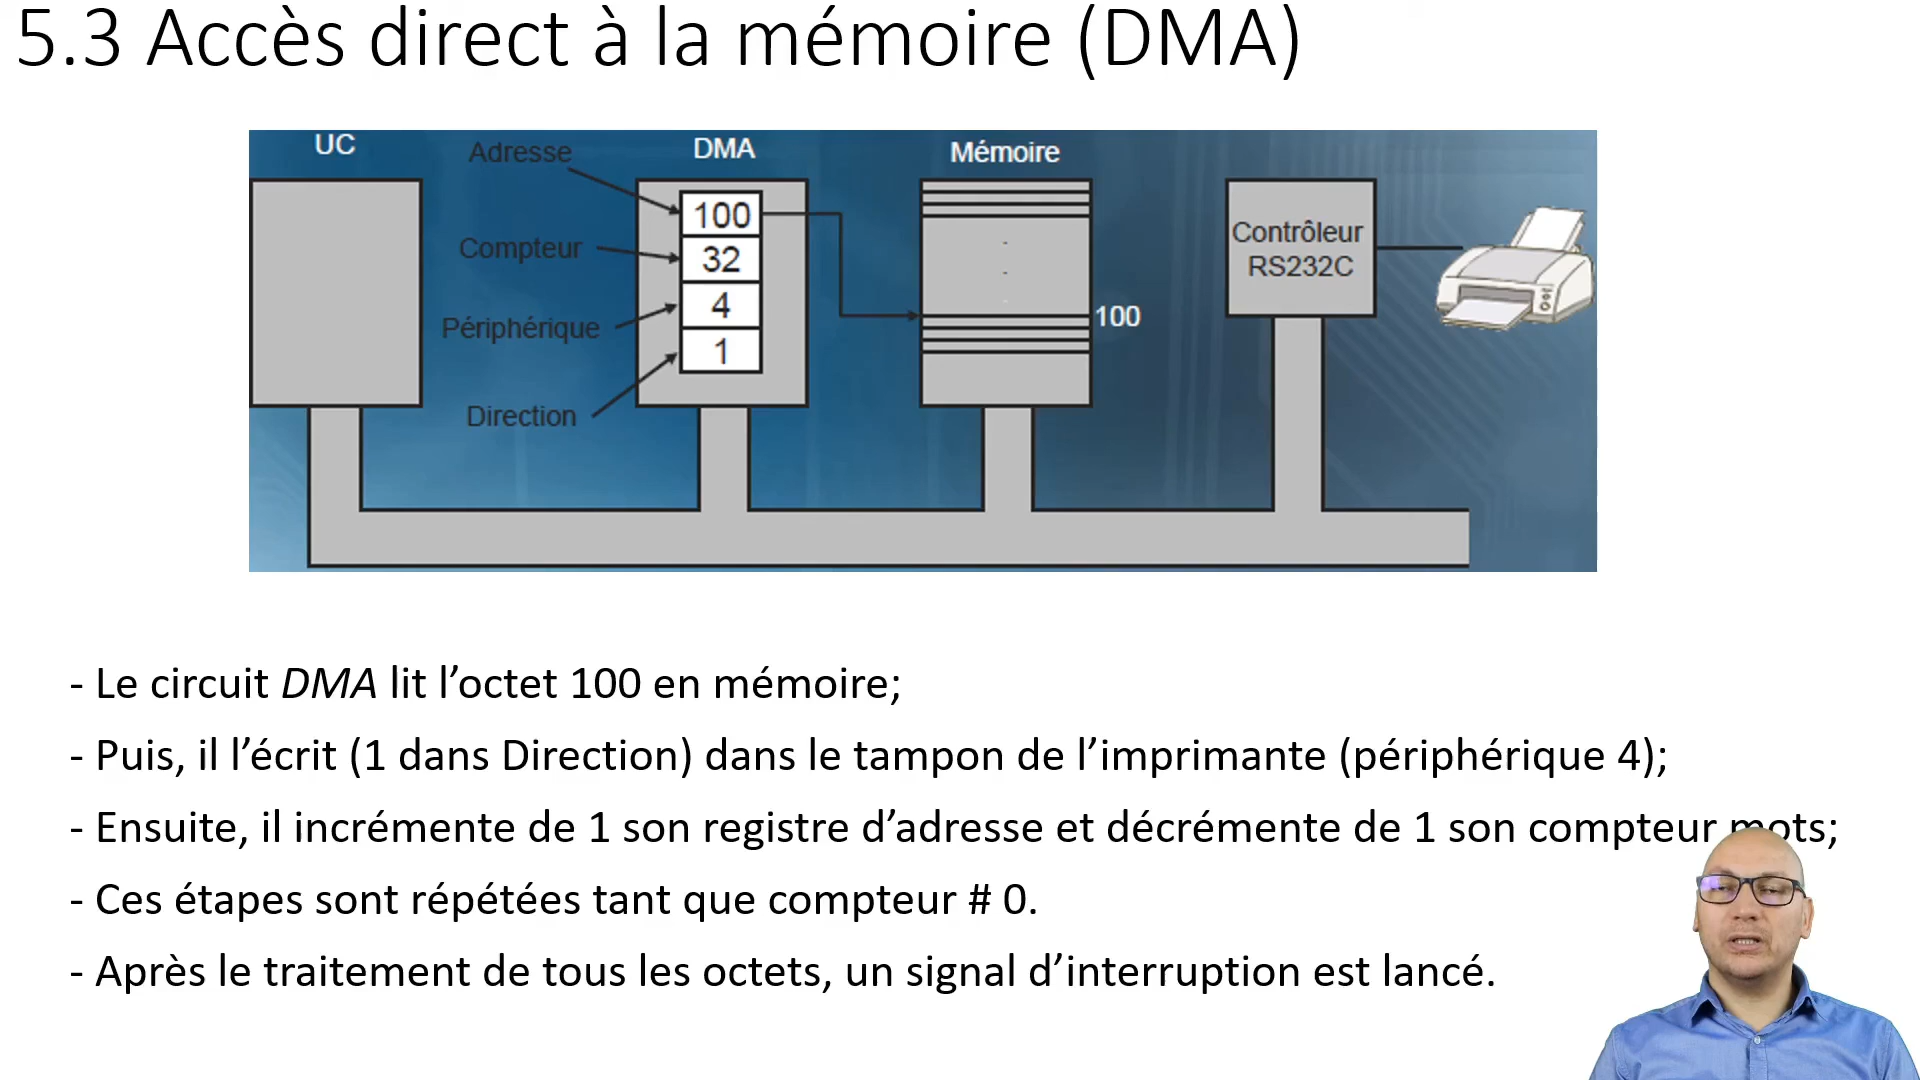 5.3 Accès direct à la mémoire (DMA)
UC
Adresse
DMA
Mémoire
100
Compteur
32
Contrôleur
RS232C
Périphérique
4
100
1
Direction
- Le circuit DMA lit l’octet 100 en mémoire;
- Puis, il l’écrit (1 dans Direction) dans le tampon de l’imprimante (périphérique 4);
- Ensuite, il incrémente de 1 son registre d’adresse et décrémente de 1 son compteur mots;
- Ces étapes sont répétées tant que compteur # 0.
- Après le traitement de tous les octets, un signal d’interruption est lancé.